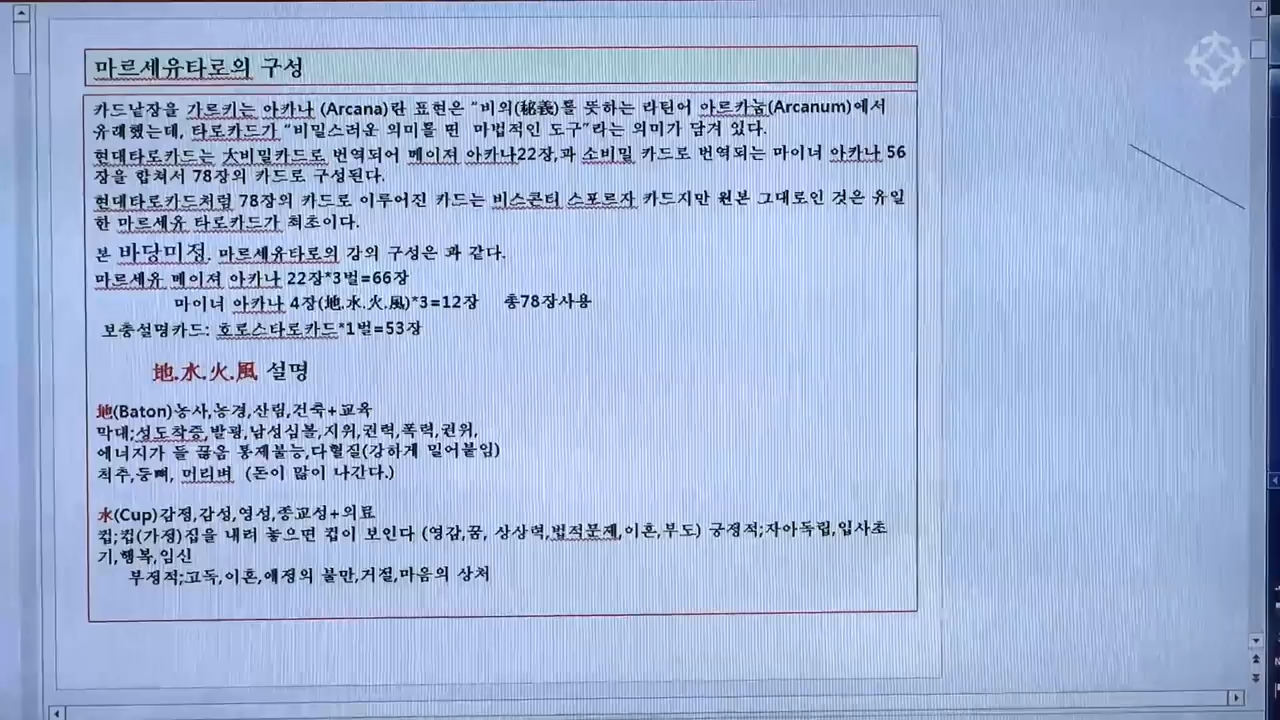 마르세유타로의 구성
카드낱장을 가르키는 아카나 (Arcana)란 표현은 “비의(秘義)를 뜻하는 라틴어 아르카눔(Arcanum)에서
유래했는데, 타로카드가 “비밀스러운 의미를 띤 마법적인 도구”라는 의미가 담겨 있다.
현대타로카드는 大비밀카드로 번역되어 메이져 아카나22장,과 소비밀 카드로 번역되는 마이너 아카나 56
장을 합쳐서 78장의 카드로 구성된다.
현대타로카드처럼 78장의 카드로 이루어진 카드는 비스콘티 스포르자 카드지만 원본 그대로인 것은 유일
한 마르세유 타로카드가 최초이다.
본 바당미정. 마르세유타로의 강의 구성은 과 같다.
마르세유 메이져 아카나 22장*3벌=66장
마이너 아카나 4장(地.水.火.風)*3=12장 총78장사용
보충설명카드: 호로스타로카드*1벌=53장
地.水.火.風 설명
地(Baton)농사,농경,산림,건축+교육
막대;성도착증,발광,남성심볼,지위,권력,폭력,권위,
에너지가 들 끓음 통제불능,다혈질(강하게 밀어붙임)
척추,둥뼈, 머리벼 (돈이 많이 나간다.)
水(Cup)감정,감성,영성,종교성+의료
컵;컵(가정)집을 내려 놓으면 컵이 보인다 (영감,꿈, 상상력,법적문재,이혼,부도) 긍정적;자아독립,입사초
기,행복,임신
부정적;고독,이혼,애정의 불만,거절,마음의 상처